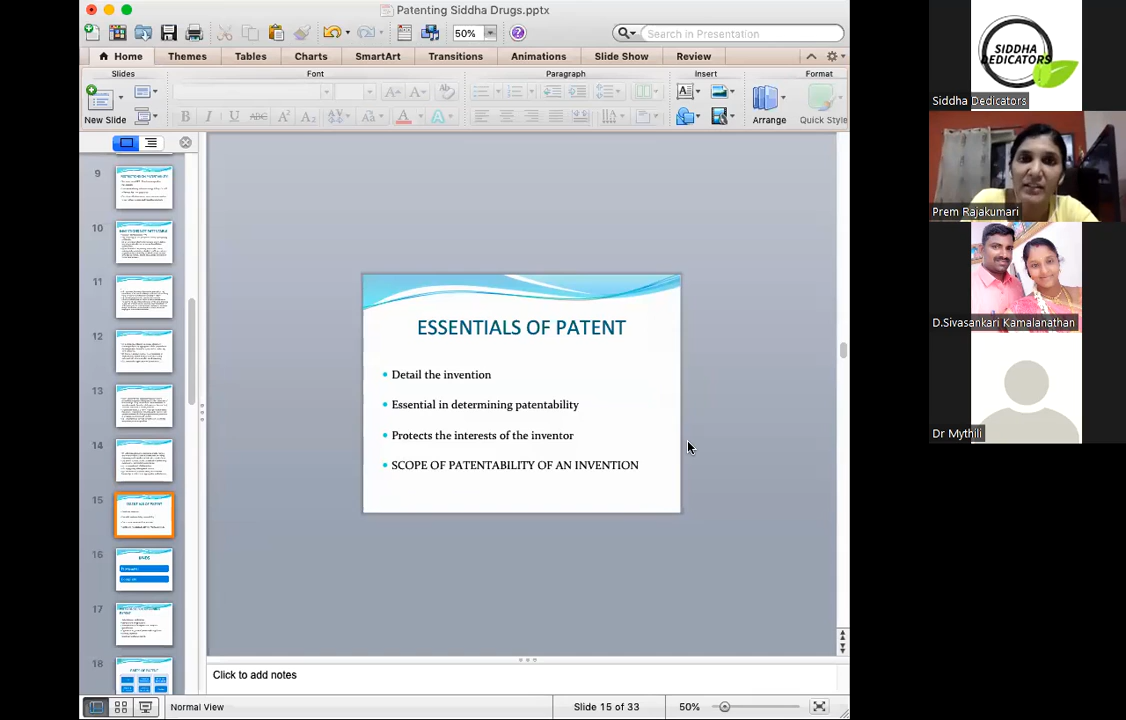 Patenting Siddha Drugs.pptx
50%
Search in Presentation
Home
Themes
Tables
Charts
SmartArt
Transitions
Animations
Slide Show
Review
Slides
Font
Paragraph
Insert
Format
New Slide
Arrange
Quick Style
9
10
11
12
13
14
15
16
17
18
ESSENTIALS OF PATENT
Detail the invention
Essential in determining patentability
Protects the interests of the inventor
SCOPE OF PATENTABILITY OF AN INVENTION
Click to add notes
Normal View
Slide 15 of 33
50%
SIDDHA
DEDICATORS
Siddha Dedicators
Prem Rajakumari
D.Sivasankari Kamalanathan
Dr Mythili